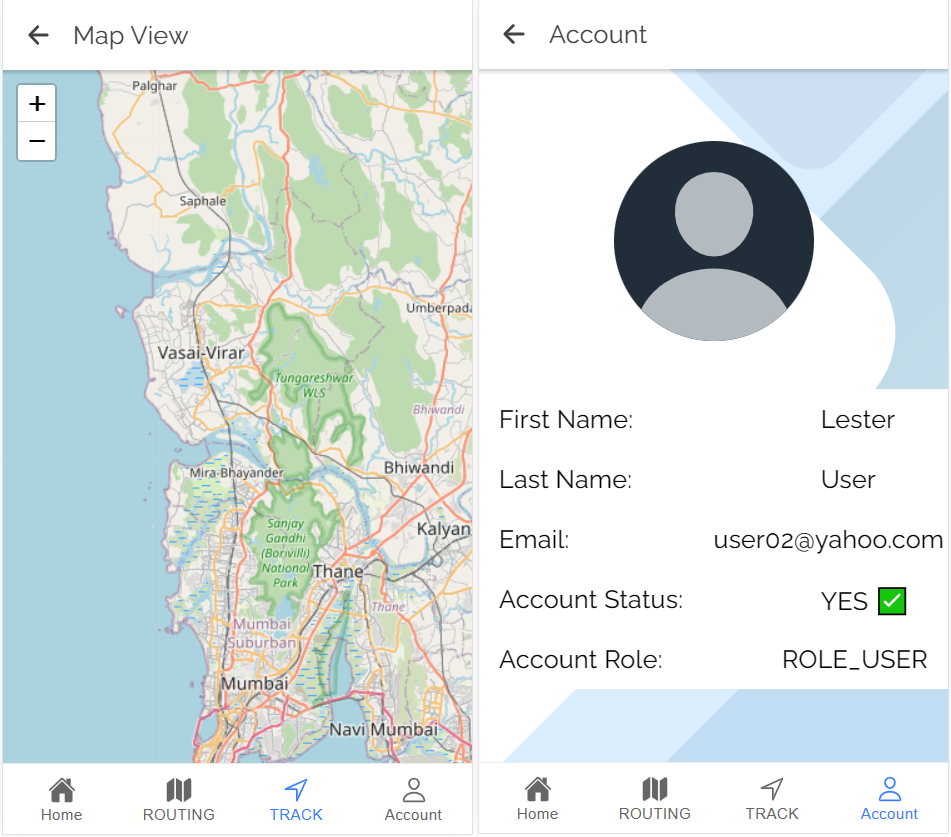 Map View
+
−
Palghar
Saphale
Umberpada
Vasai-Virar
Tungareshwar
WLS
Bhiwandi
Mira-Bhayander
Bhiwandi
Sanjay
Gandhi
(Borivilli)
National
Park
Kalyan
Thane
Thane
Mumbai
Suburban
Mumbai
Navi Mumbai
Home
ROUTING
TRACK
Account
Account
First Name: Lester
Last Name: User
Email: user02@yahoo.com
Account Status: YES
Account Role: ROLE_USER
Home
ROUTING
TRACK
Account